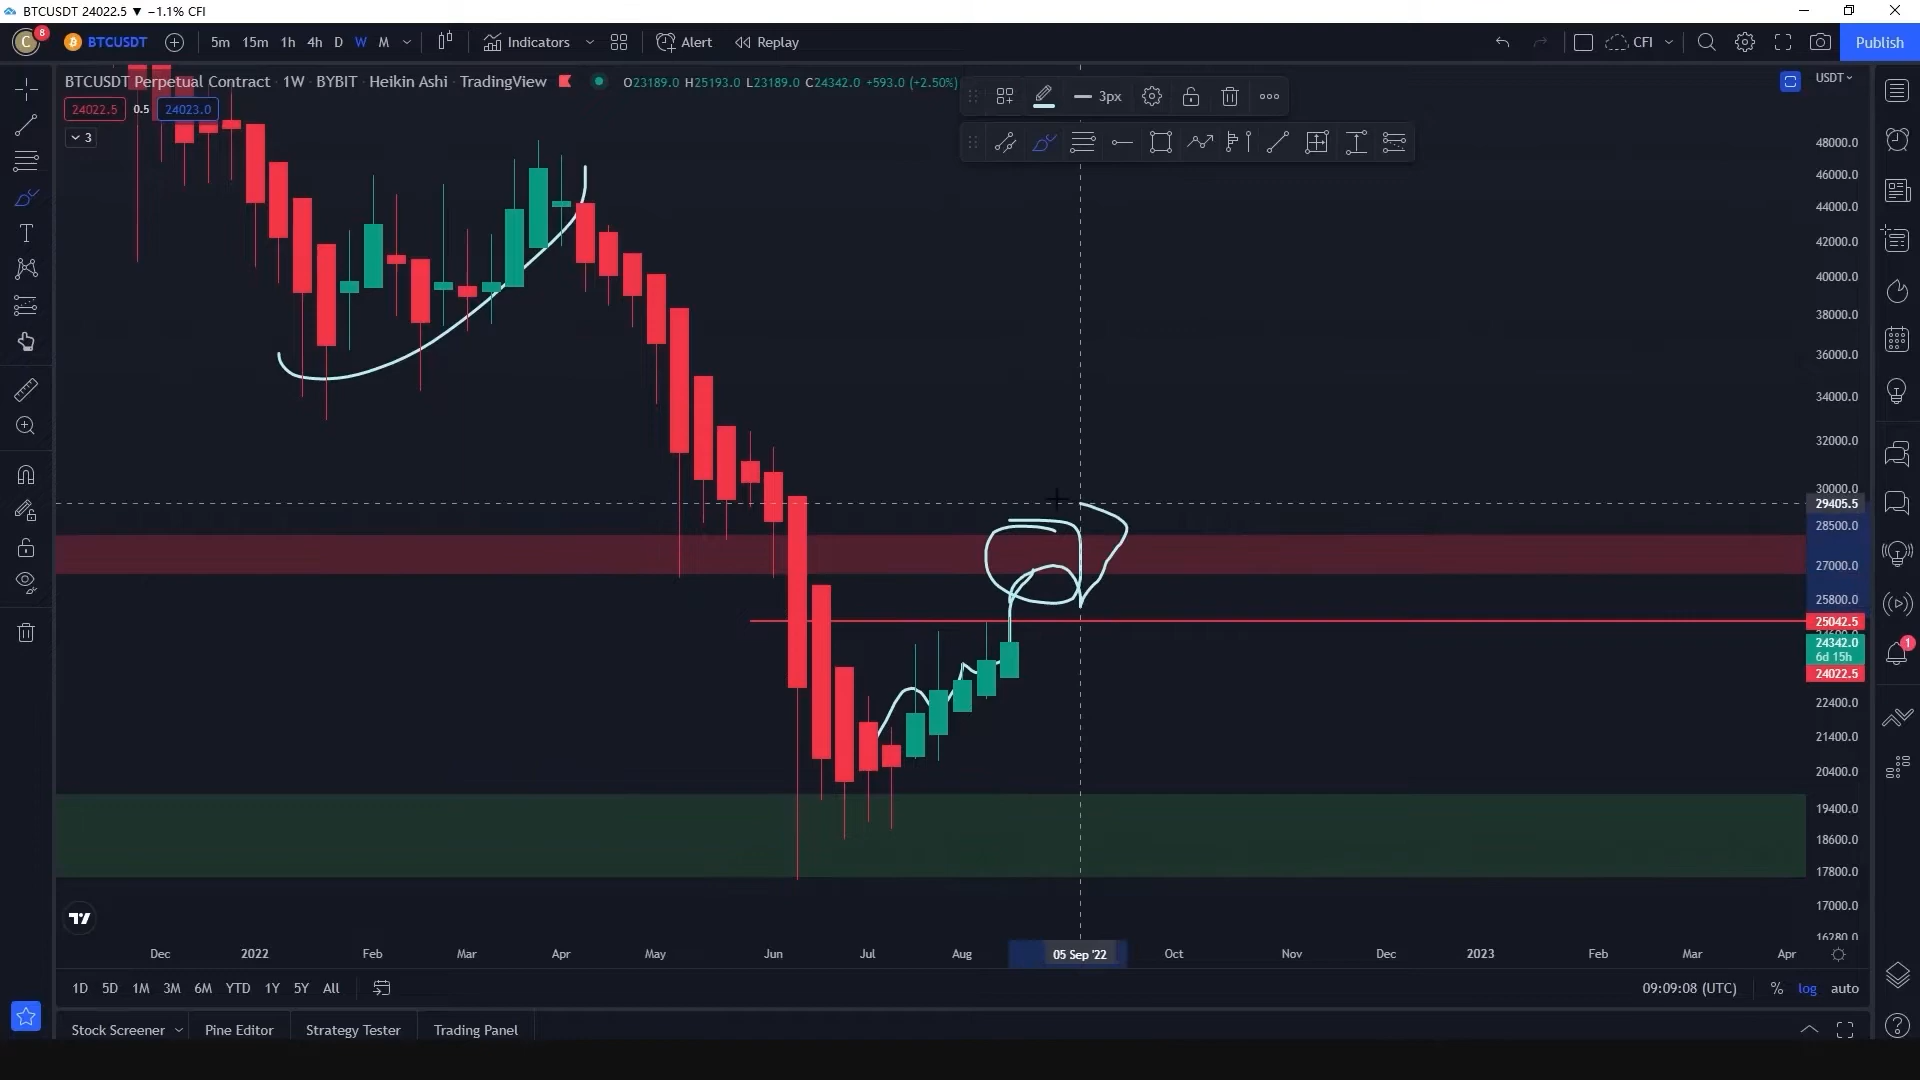 BTCUSDT 24022.5 ▼ −1.1% CFI
C 8 BTCUSDT 5m 15m 1h 4h D W M Indicators Alert Replay CFI Publish
BTCUSDT Perpetual Contract · 1W · BYBIT · Heikin Ashi · TradingView O23189.0 H25193.0 L23189.0 C24342.0 +593.0 (+2.50%)
USDT
24022.5 0.5 24023.0
3px
3
48000.0
46000.0
44000.0
42000.0
40000.0
38000.0
36000.0
34000.0
32000.0
30000.0
29405.5
28500.0
27000.0
25800.0
25042.5
24342.0
6d 15h
24022.5
22400.0
21400.0
20400.0
19400.0
18600.0
17800.0
17000.0
16280.0
1
Dec 2022 Feb Mar Apr May Jun Jul Aug 05 Sep '22 Oct Nov Dec 2023 Feb Mar Apr
1D 5D 1M 3M 6M YTD 1Y 5Y All 09:09:08 (UTC) % log auto
Stock Screener Pine Editor Strategy Tester Trading Panel